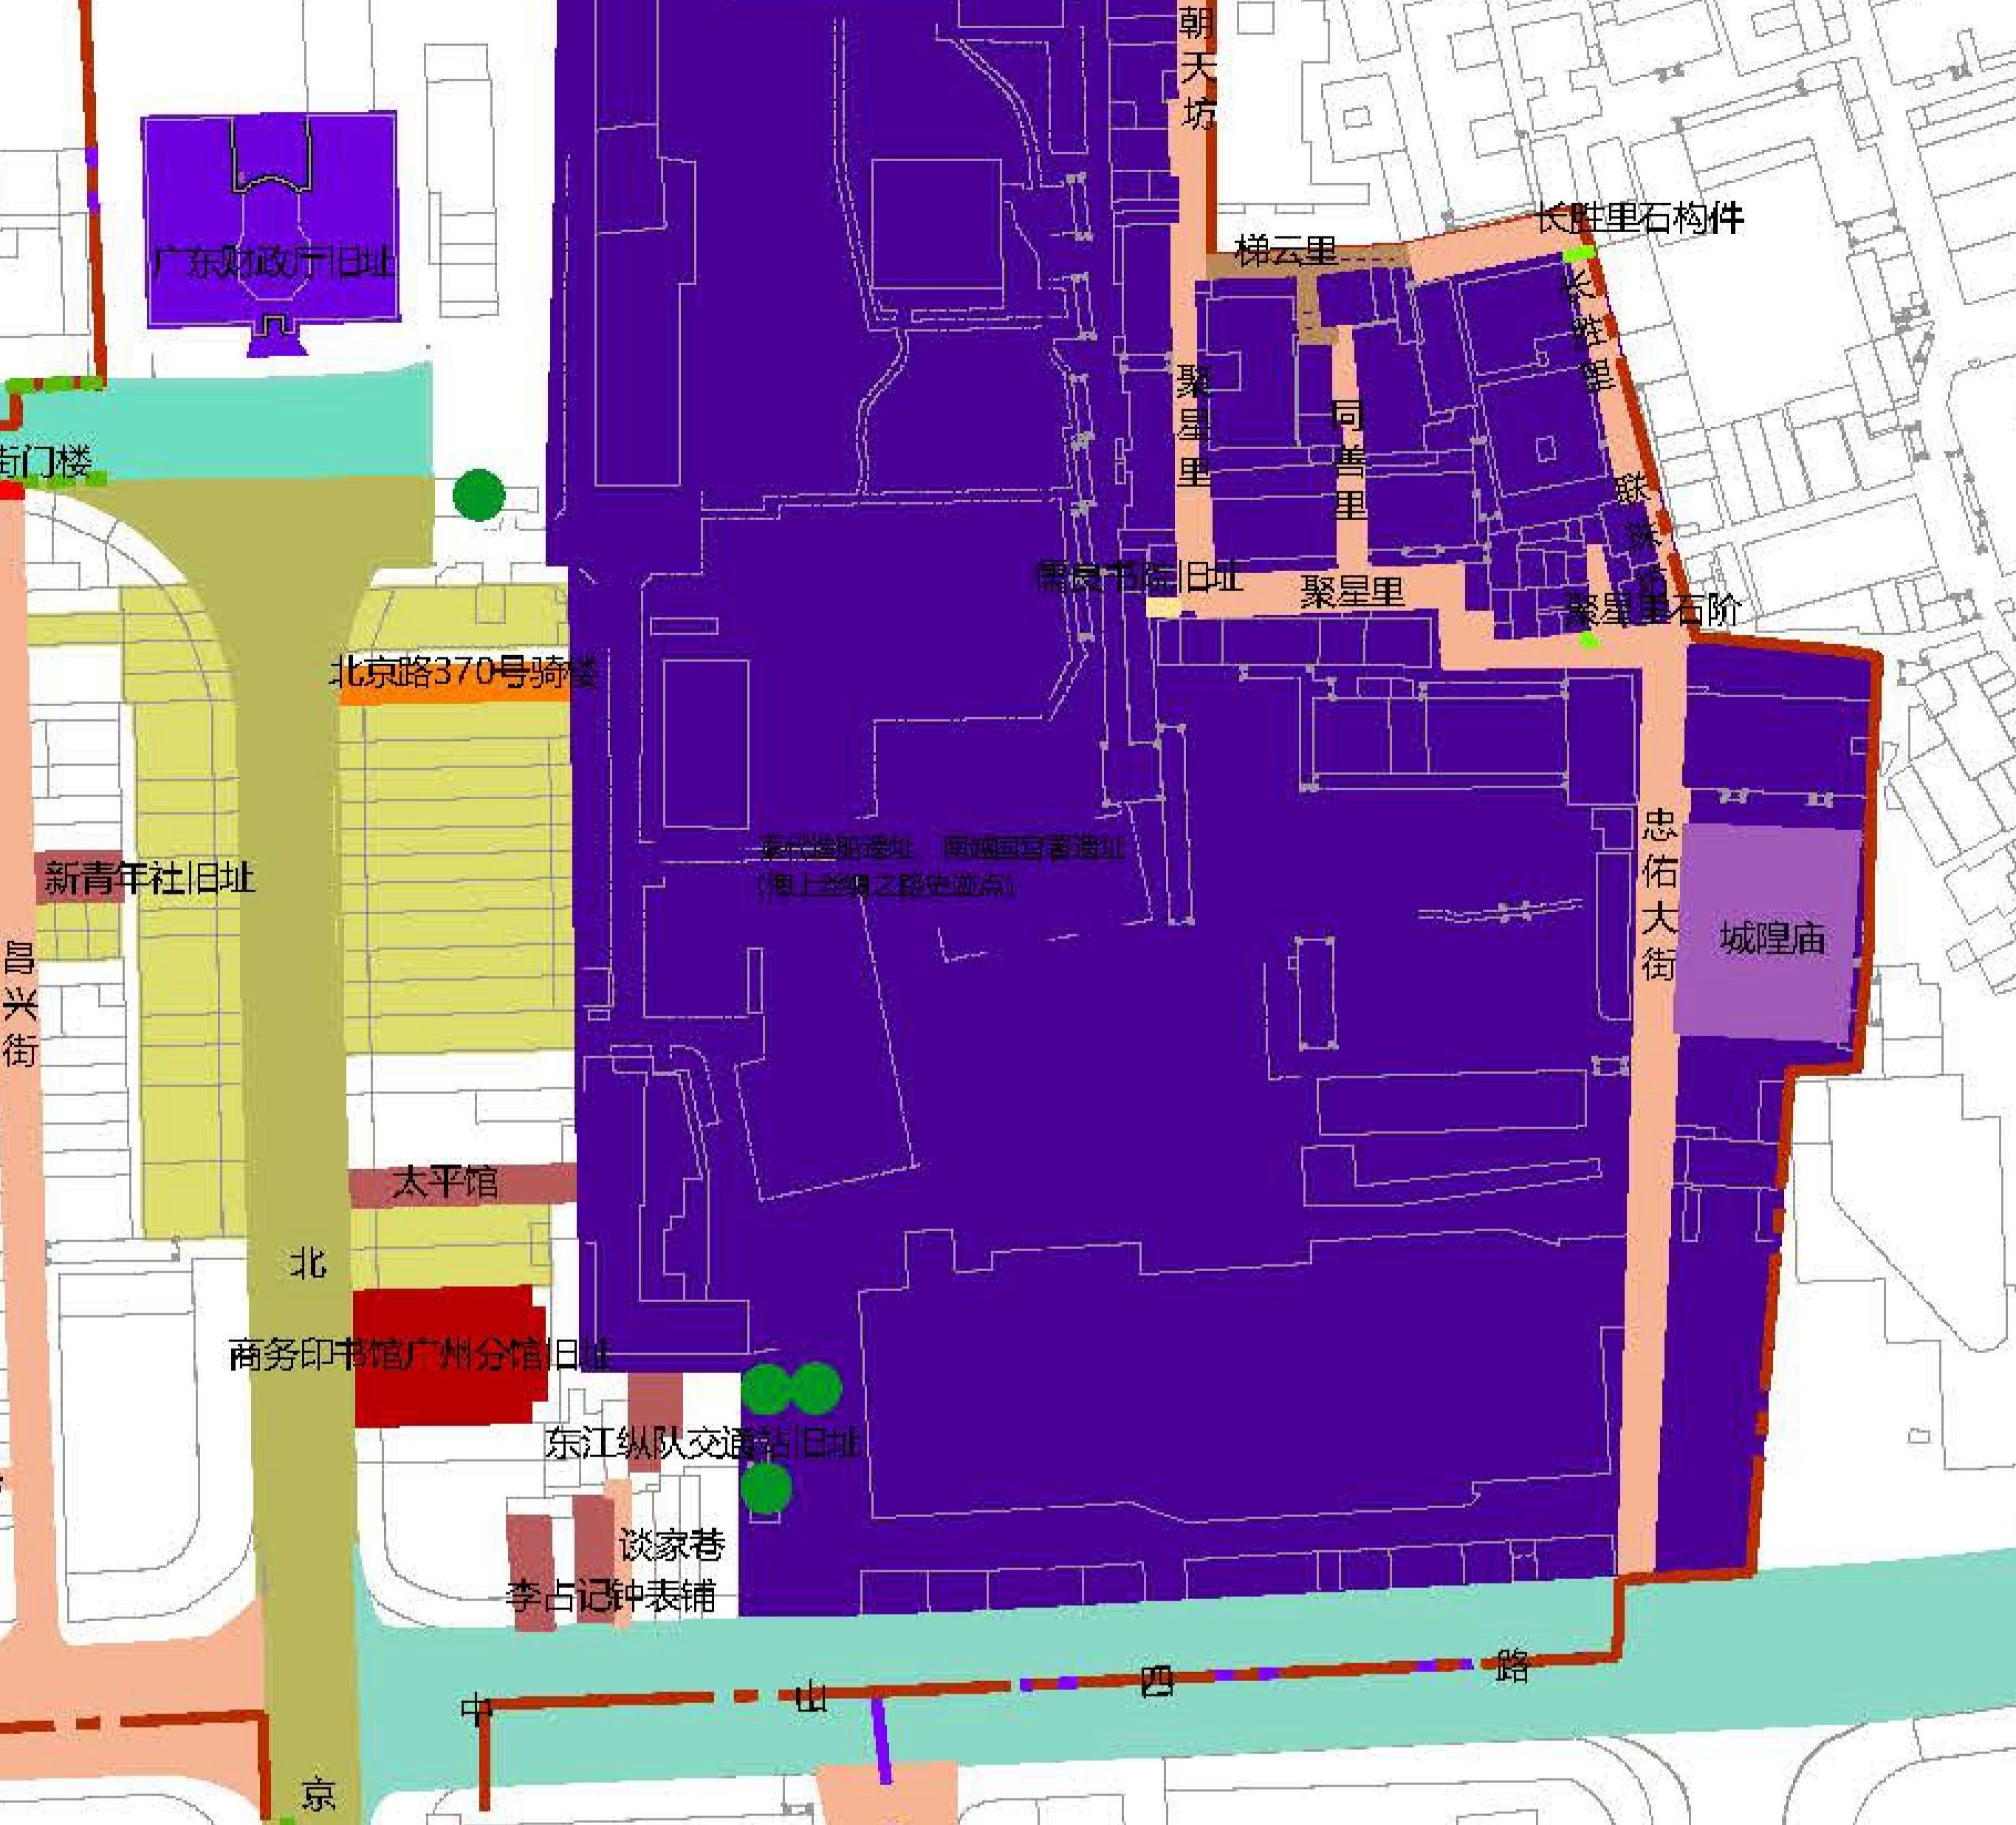 朝天坊
长胜里石构件
梯云里
广东财政厅旧址
长胜里
聚星里
同善里
街门楼
联珠
旧址
聚星里
聚星里石阶
北京路370号骑楼
忠佑大街
秦代造船遗址、南越国宫署遗址
(海上丝绸之路史迹点)
新青年社旧址
城隍庙
昌兴街
太平馆
北
商务印书馆广州分馆旧址
东江纵队交通站旧址
谈家巷
李占记钟表铺
中山四路
京